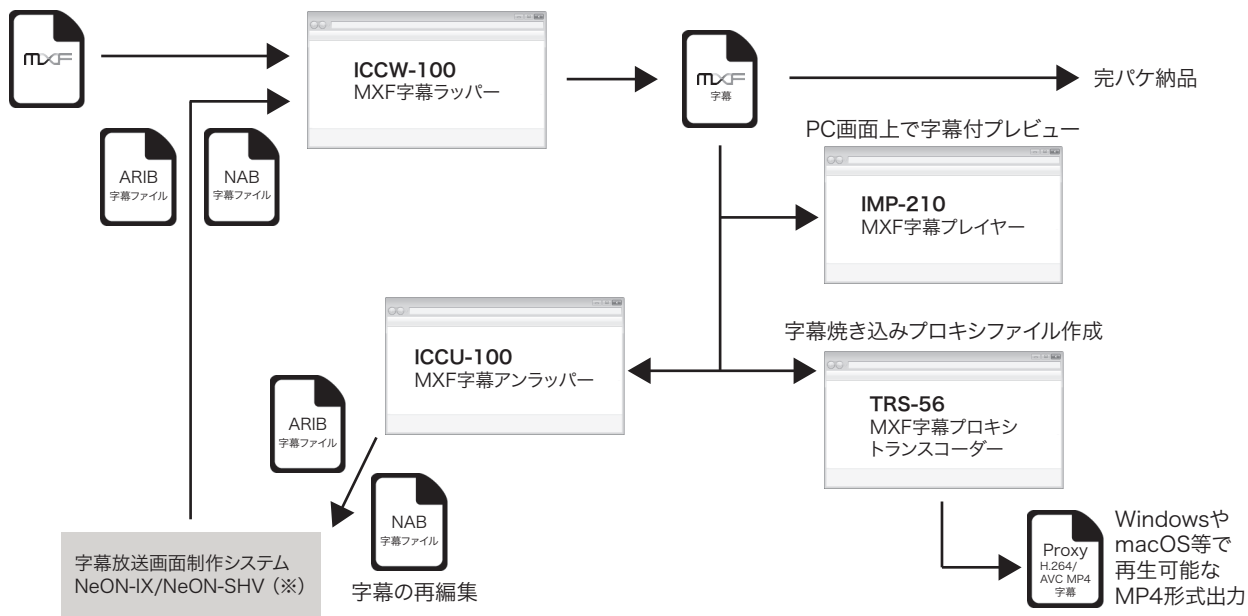 mxf
ICCW-100
MXF字幕ラッパー
mxf
字幕
完パケ納品
ARIB
字幕ファイル
NAB
字幕ファイル
PC画面上で字幕付プレビュー
IMP-210
MXF字幕プレイヤー
字幕焼き込みプロキシファイル作成
ICCU-100
MXF字幕アンラッパー
TRS-56
MXF字幕プロキシ
トランスコーダー
ARIB
字幕ファイル
NAB
字幕ファイル
字幕の再編集
字幕放送画面制作システム
NeON-IX/NeON-SHV（※）
Proxy
H.264/
AVC MP4
字幕
Windowsや
macOS等で
再生可能な
MP4形式出力